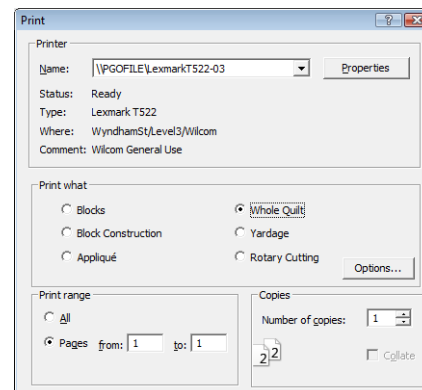 Print
Printer
Name: \\PGOFILE\LexmarkT522-03 Properties
Status: Ready
Type: Lexmark T522
Where: WyndhamSt/Level3/Wilcom
Comment: Wilcom General Use
Print what
Blocks Whole Quilt
Block Construction Yardage
Appliqué Rotary Cutting
Options...
Print range Copies
All Number of copies: 1
Pages from: 1 to: 1
2 2 Collate